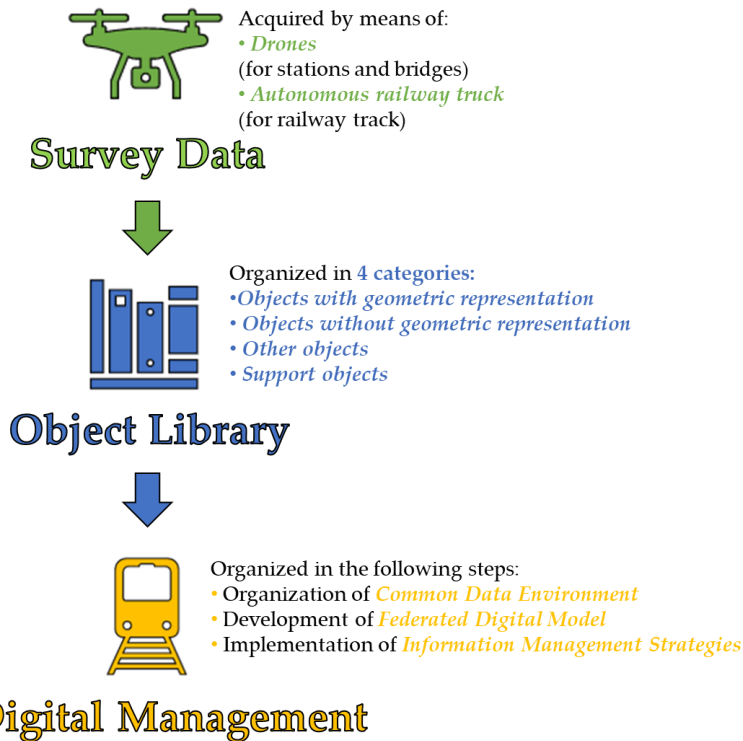 Acquired by means of:
• Drones
(for stations and bridges)
• Autonomous railway truck
(for railway track)
Survey Data
Organized in 4 categories:
•Objects with geometric representation
• Objects without geometric representation
• Other objects
• Support objects
Object Library
Organized in the following steps:
• Organization of Common Data Environment
• Development of Federated Digital Model
• Implementation of Information Management Strategies
Digital Management